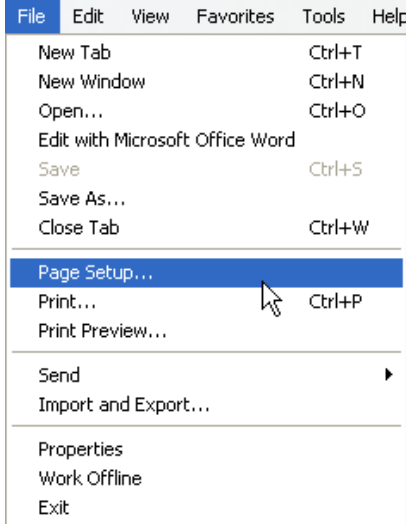 File Edit View Favorites Tools Help
New Tab Ctrl+T
New Window Ctrl+N
Open... Ctrl+O
Edit with Microsoft Office Word
Save Ctrl+S
Save As...
Close Tab Ctrl+W
Page Setup...
Print... Ctrl+P
Print Preview...
Send
Import and Export...
Properties
Work Offline
Exit